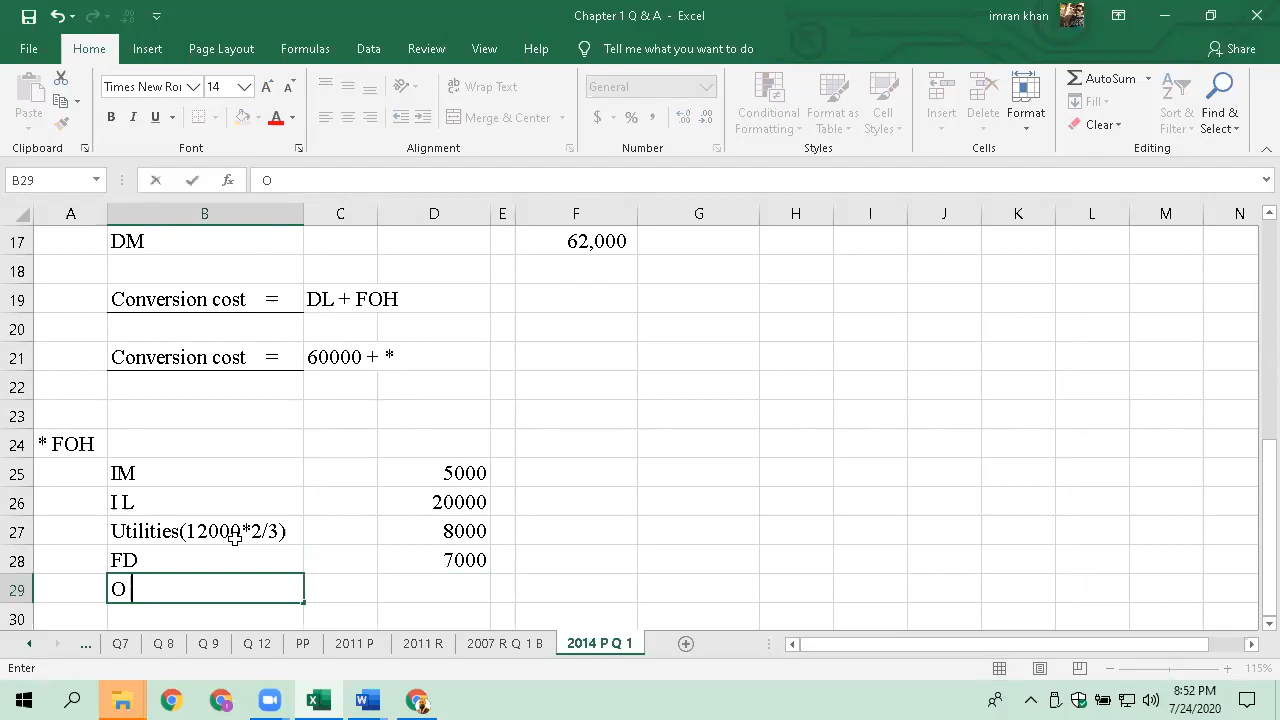 Chapter 1 Q & A - Excel
imran khan
File Home Insert Page Layout Formulas Data Review View Help Tell me what you want to do Share
Paste
Clipboard
Times New Roi 14
B I U
Font
Wrap Text
Merge & Center
Alignment
General
$ % ,
Number
Conditional Formatting
Format as Table
Cell Styles
Styles
Insert Delete Format
Cells
AutoSum
Fill
Clear
Sort & Filter
Find & Select
Editing
B29 fx O
A B C D E F G H I J K L M N
17 DM 62,000
18
19 Conversion cost = DL + FOH
20
21 Conversion cost = 60000 + *
22
23
24 * FOH
25 IM 5000
26 I L 20000
27 Utilities(12000*2/3) 8000
28 FD 7000
29 O
30
... Q7 Q 8 Q 9 Q 12 PP 2011 P 2011 R 2007 R Q 1 B 2014 P Q 1
Enter 115%
8:52 PM
7/24/2020